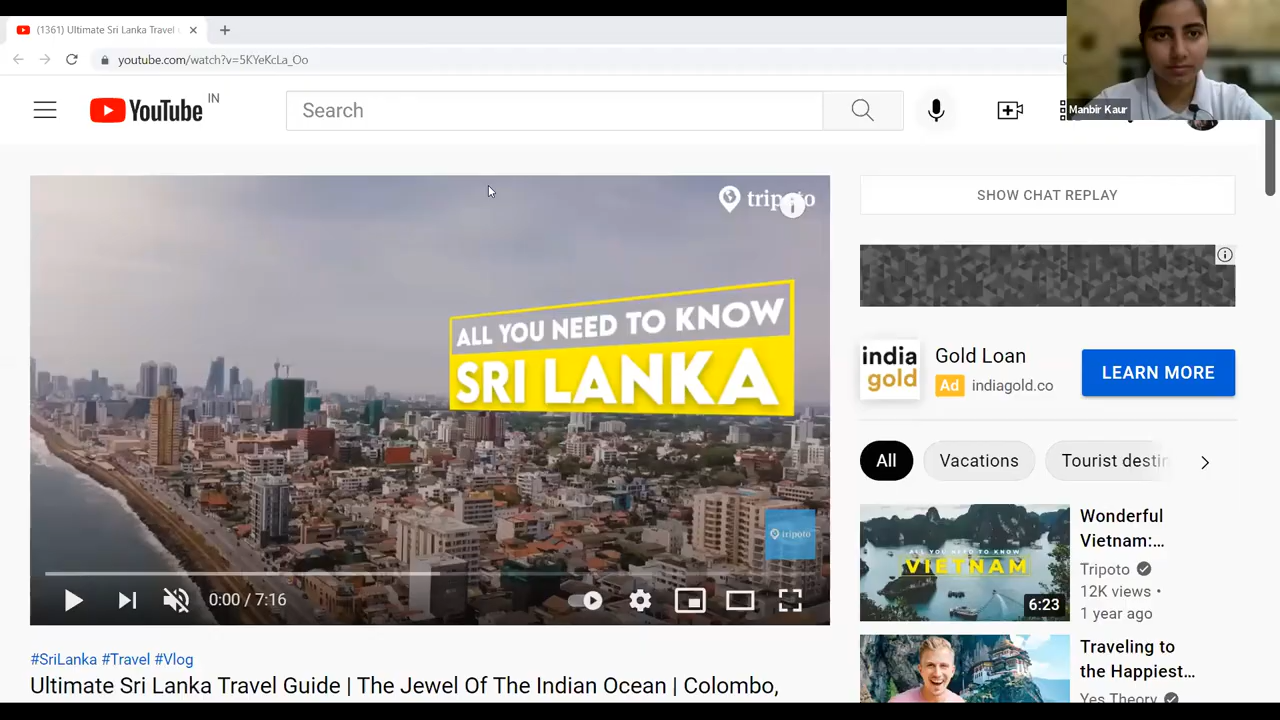 (1361) Ultimate Sri Lanka Travel
youtube.com/watch?v=5KYeKcLa_Oo
YouTube IN
Search
Manbir Kaur
tripoto
ALL YOU NEED TO KNOW
SRI LANKA
tripoto
0:00 / 7:16
#SriLanka #Travel #Vlog
Ultimate Sri Lanka Travel Guide | The Jewel Of The Indian Ocean | Colombo,
SHOW CHAT REPLAY
india gold
Gold Loan
Ad indiagold.co
LEARN MORE
All
Vacations
Tourist destin
ALL YOU NEED TO KNOW
VIETNAM
6:23
Wonderful
Vietnam:...
Tripoto
12K views •
1 year ago
Traveling to
the Happiest...
Yes Theory